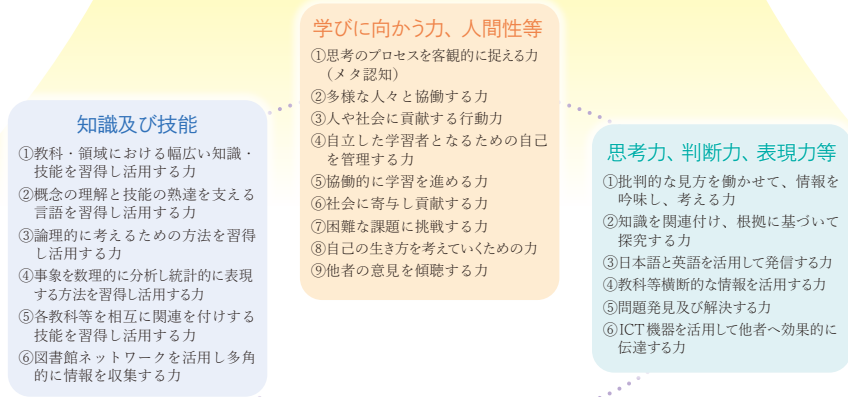 学びに向かう力、人間性等
①思考のプロセスを客観的に捉える力
（メタ認知）
②多様な人々と協働する力
③人や社会に貢献する行動力
④自立した学習者となるための自己
を管理する力
⑤協働的に学習を進める力
⑥社会に寄与し貢献する力
⑦困難な課題に挑戦する力
⑧自己の生き方を考えていくための力
⑨他者の意見を傾聴する力
知識及び技能
①教科・領域における幅広い知識・
技能を習得し活用する力
②概念の理解と技能の熟達を支える
言語を習得し活用する力
③論理的に考えるための方法を習得
し活用する力
④事象を数理的に分析し統計的に表現
する方法を習得し活用する力
⑤各教科等を相互に関連を付けする
技能を習得し活用する力
⑥図書館ネットワークを活用し多角
的に情報を収集する力
思考力、判断力、表現力等
①批判的な見方を働かせて、情報を
吟味し、考える力
②知識を関連付け、根拠に基づいて
探究する力
③日本語と英語を活用して発信する力
④教科等横断的な情報を活用する力
⑤問題発見及び解決する力
⑥ICT機器を活用して他者へ効果的に
伝達する力